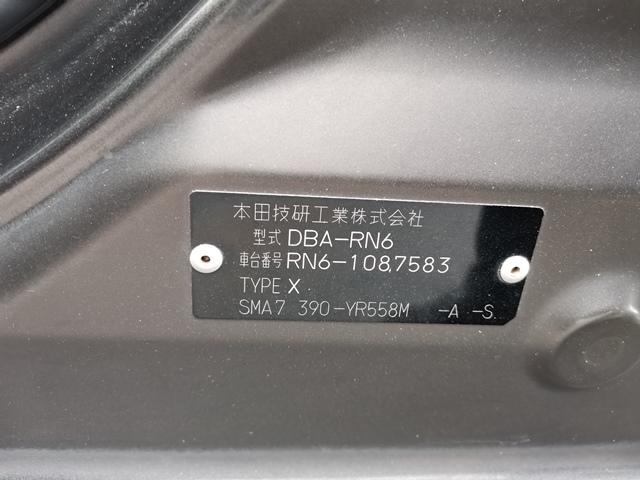 本田技研工業株式会社
型式 DBA-RN6
車台番号 RN6-1087583
TYPE X
SMA7 390-YR558M -A -S